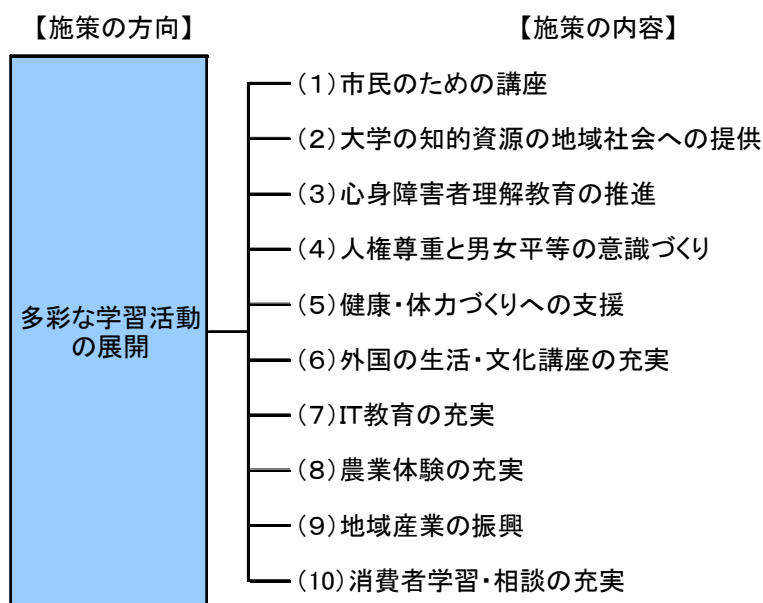 【施策の方向】
【施策の内容】
多彩な学習活動
の展開
(1)市民のための講座
(2)大学の知的資源の地域社会への提供
(3)心身障害者理解教育の推進
(4)人権尊重と男女平等の意識づくり
(5)健康・体力づくりへの支援
(6)外国の生活・文化講座の充実
(7)IT教育の充実
(8)農業体験の充実
(9)地域産業の振興
(10)消費者学習・相談の充実